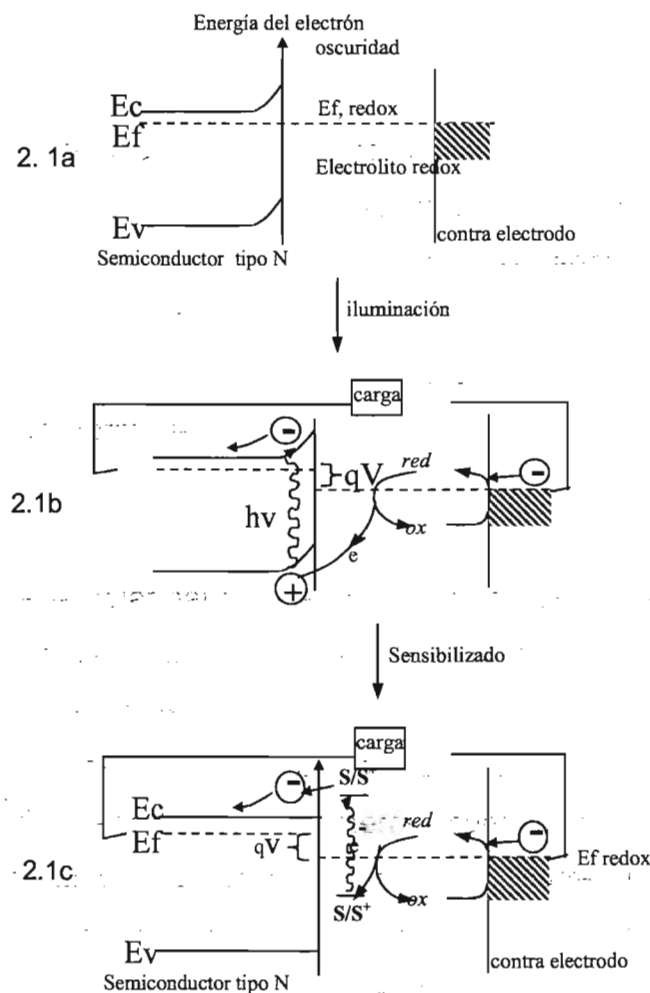 Energía del electrón
oscuridad
Ec
Ef, redox
Ef
2. 1a
Electrolito redox
Ev
contra electrodo
Semiconductor tipo N
iluminación
carga
-
qV
red
-
2.1b
hν
ox
e
+
Sensibilizado
carga
-
S/S⁺
Ec
red
-
Ef
qV
Ef redox
2.1c
ox
S/S⁺
Ev
contra electrodo
Semiconductor tipo N